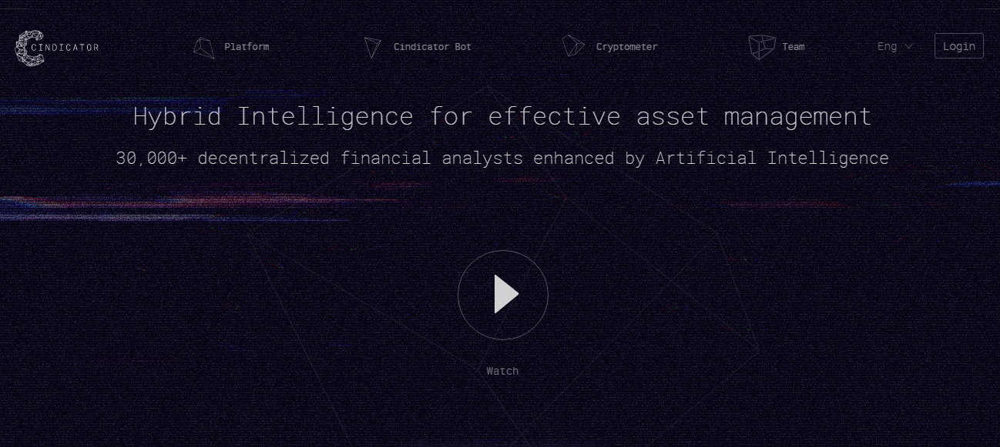 CINDICATOR
Platform
Cindicator Bot
Cryptometer
Team
Eng
Login
Hybrid Intelligence for effective asset management
30,000+ decentralized financial analysts enhanced by Artificial Intelligence
Watch